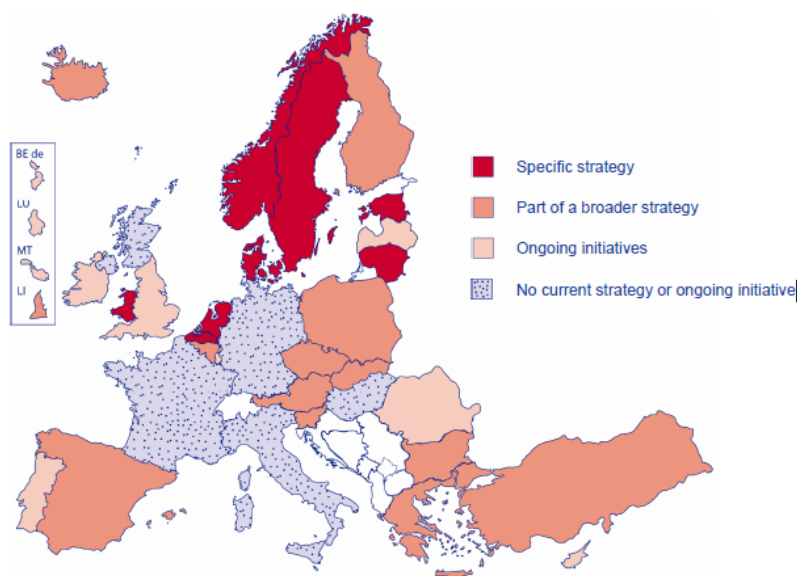 BE de
LU
MT
LI
Specific strategy
Part of a broader strategy
Ongoing initiatives
No current strategy or ongoing initiative